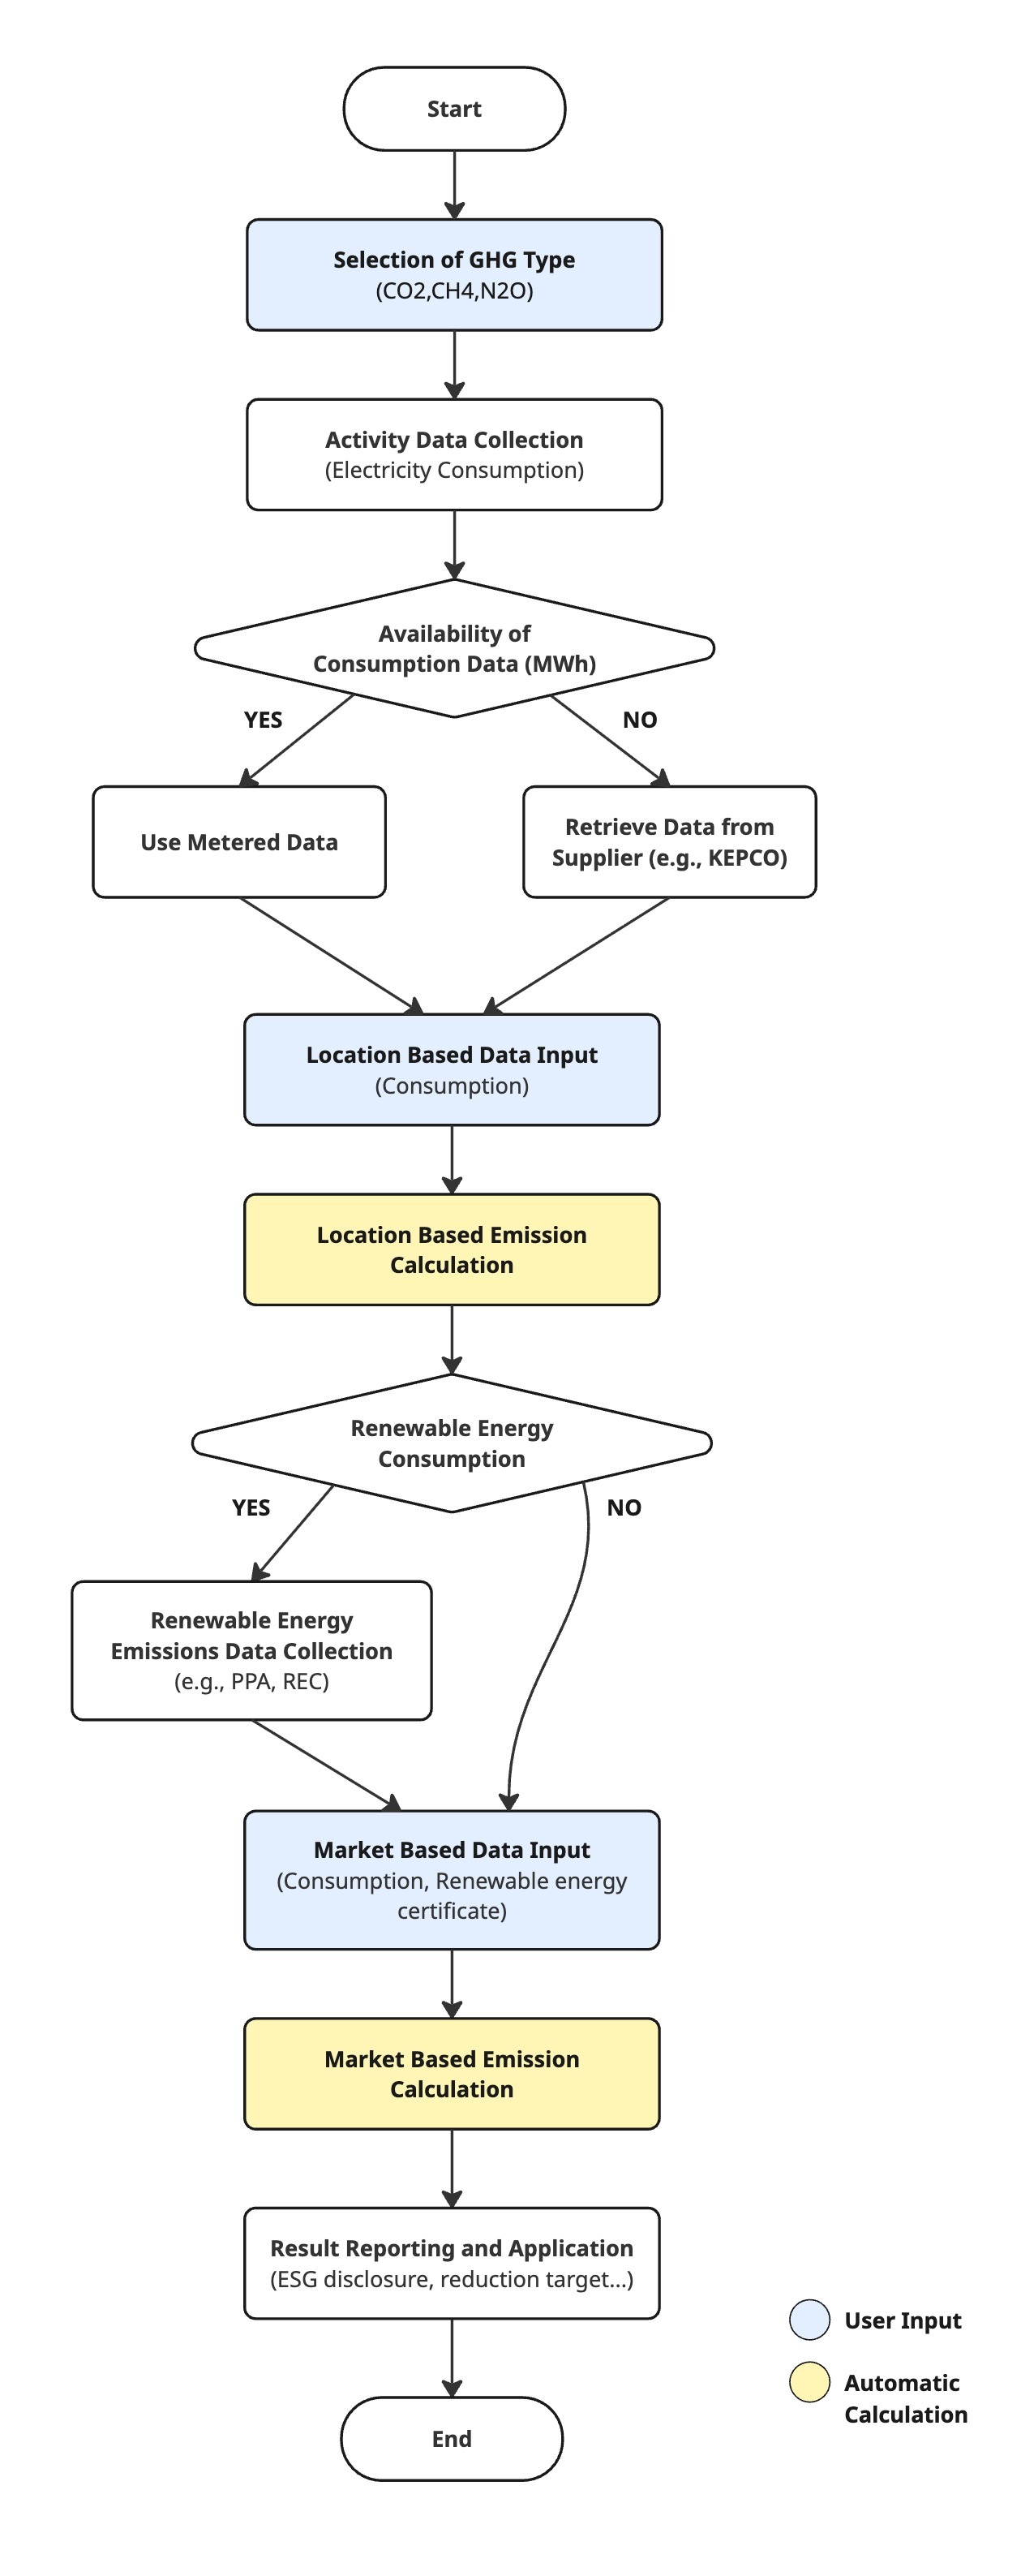 Start
Selection of GHG Type
(CO2,CH4,N2O)
Activity Data Collection
(Electricity Consumption)
Availability of
Consumption Data (MWh)
YES
NO
Use Metered Data
Retrieve Data from
Supplier (e.g., KEPCO)
Location Based Data Input
(Consumption)
Location Based Emission
Calculation
Renewable Energy
Consumption
YES
NO
Renewable Energy
Emissions Data Collection
(e.g., PPA, REC)
Market Based Data Input
(Consumption, Renewable energy
certificate)
Market Based Emission
Calculation
Result Reporting and Application
(ESG disclosure, reduction target...)
User Input
Automatic
Calculation
End